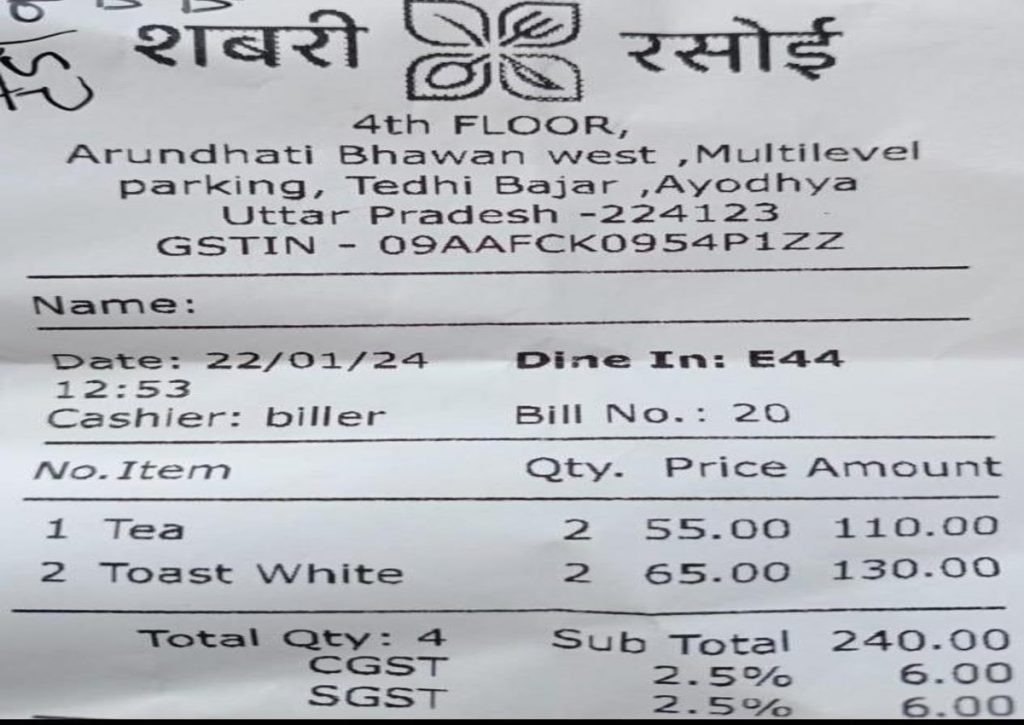 शबरी रसोई
4th FLOOR,
Arundhati Bhawan west ,Multilevel
parking, Tedhi Bajar ,Ayodhya
Uttar Pradesh -224123
GSTIN - 09AAFCK0954P1ZZ
Name:
Date: 22/01/24 Dine In: E44
12:53
Cashier: biller Bill No.: 20
No.Item Qty. Price Amount
1 Tea 2 55.00 110.00
2 Toast White 2 65.00 130.00
Total Qty: 4 Sub Total 240.00
CGST 2.5% 6.00
SGST 2.5% 6.00